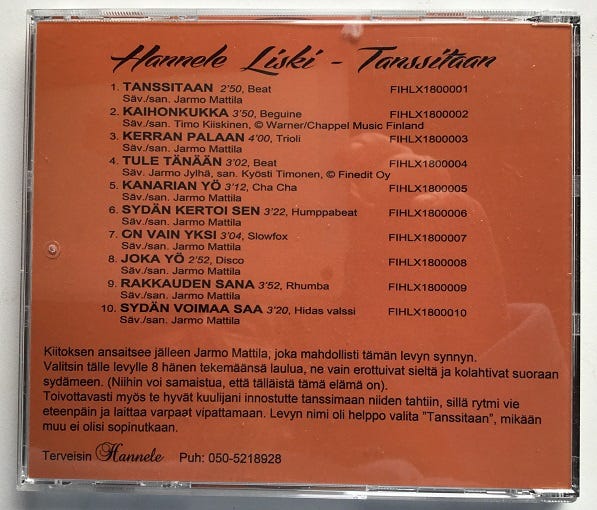 Hannele Liski - Tanssitaan
1. TANSSITAAN 2'50, Beat FIHLX1800001
Säv./san. Jarmo Mattila
2. KAIHONKUKKA 3'50, Beguine FIHLX1800002
Säv./san. Timo Kiiskinen, © Warner/Chappel Music Finland
3. KERRAN PALAAN 4'00, Trioli FIHLX1800003
Säv./san. Jarmo Mattila
4. TULE TÄNÄÄN 3'02, Beat FIHLX1800004
Säv. Jarmo Jylhä, san. Kyösti Timonen, © Finedit Oy
5. KANARIAN YÖ 3'12, Cha Cha FIHLX1800005
Säv./san. Jarmo Mattila
6. SYDÄN KERTOI SEN 3'22, Humppabeat FIHLX1800006
Säv./san. Jarmo Mattila
7. ON VAIN YKSI 3'04, Slowfox FIHLX1800007
Säv./san. Jarmo Mattila
8. JOKA YÖ 2'52, Disco FIHLX1800008
Säv./san. Jarmo Mattila
9. RAKKAUDEN SANA 3'52, Rhumba FIHLX1800009
Säv./san. Jarmo Mattila
10. SYDÄN VOIMAA SAA 3'20, Hidas valssi FIHLX1800010
Säv./san. Jarmo Mattila
Kiitoksen ansaitsee jälleen Jarmo Mattila, joka mahdollisti tämän levyn synnyn.
Valitsin tälle levylle 8 hänen tekemäänsä laulua, ne vain erottuivat sieltä ja kolahtivat suoraan
sydämeen. (Niihin voi samaistua, että tälläistä tämä elämä on).
Toivottavasti myös te hyvät kuulijani innostutte tanssimaan niiden tahtiin, sillä rytmi vie
eteenpäin ja laittaa varpaat vipattamaan. Levyn nimi oli helppo valita "Tanssitaan", mikään
muu ei olisi sopinutkaan.
Terveisin Hannele Puh: 050-5218928